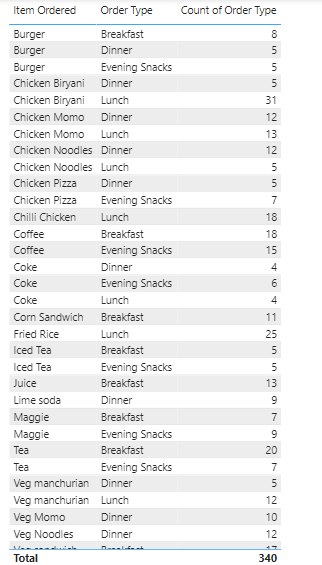 Item Ordered Order Type Count of Order Type
Burger Breakfast 8
Burger Dinner 5
Burger Evening Snacks 5
Chicken Biryani Dinner 5
Chicken Biryani Lunch 31
Chicken Momo Dinner 12
Chicken Momo Lunch 13
Chicken Noodles Dinner 12
Chicken Noodles Lunch 5
Chicken Pizza Dinner 5
Chicken Pizza Evening Snacks 7
Chilli Chicken Lunch 18
Coffee Breakfast 18
Coffee Evening Snacks 15
Coke Dinner 4
Coke Evening Snacks 6
Coke Lunch 4
Corn Sandwich Breakfast 11
Fried Rice Lunch 25
Iced Tea Breakfast 5
Iced Tea Evening Snacks 5
Juice Breakfast 13
Lime soda Dinner 9
Maggie Breakfast 7
Maggie Evening Snacks 9
Tea Breakfast 20
Tea Evening Snacks 7
Veg manchurian Dinner 5
Veg manchurian Lunch 12
Veg Momo Dinner 10
Veg Noodles Dinner 12
Total 340